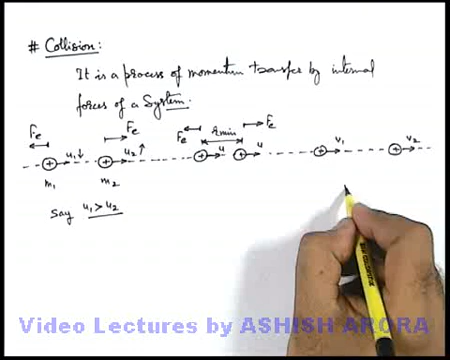 # Collision:
It is a process of momentum transfer by internal
forces of a System.
Fe Fe Fe rmin Fe
+ u1↓ + u2↑ + u + u + v1 + v2
m1 m2
Say u1 > u2
Video Lectures by ASHISH ARORA